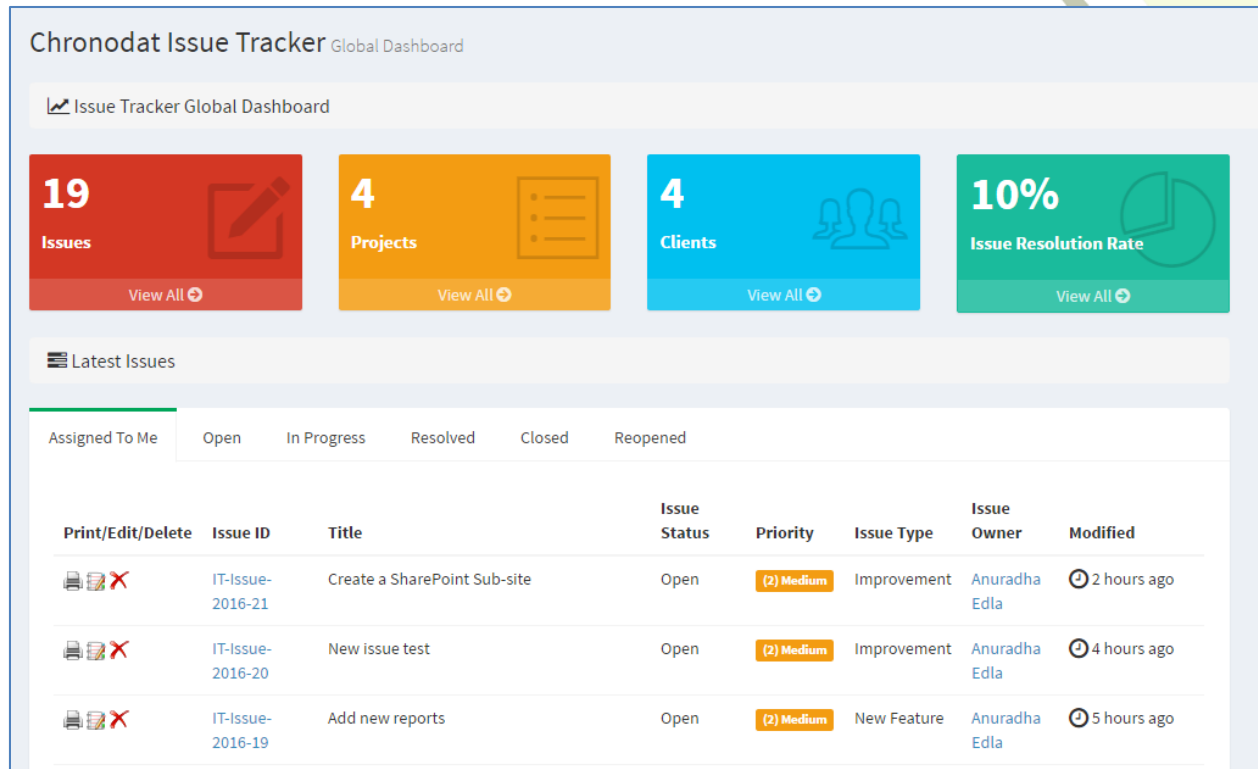 Chronodat Issue Tracker Global Dashboard
Issue Tracker Global Dashboard
19
Issues
View All
4
Projects
View All
4
Clients
View All
10%
Issue Resolution Rate
View All
Latest Issues
Assigned To Me Open In Progress Resolved Closed Reopened
Print/Edit/Delete Issue ID Title Issue Status Priority Issue Type Issue Owner Modified
IT-Issue-2016-21 Create a SharePoint Sub-site Open (2) Medium Improvement Anuradha Edla 2 hours ago
IT-Issue-2016-20 New issue test Open (2) Medium Improvement Anuradha Edla 4 hours ago
IT-Issue-2016-19 Add new reports Open (2) Medium New Feature Anuradha Edla 5 hours ago